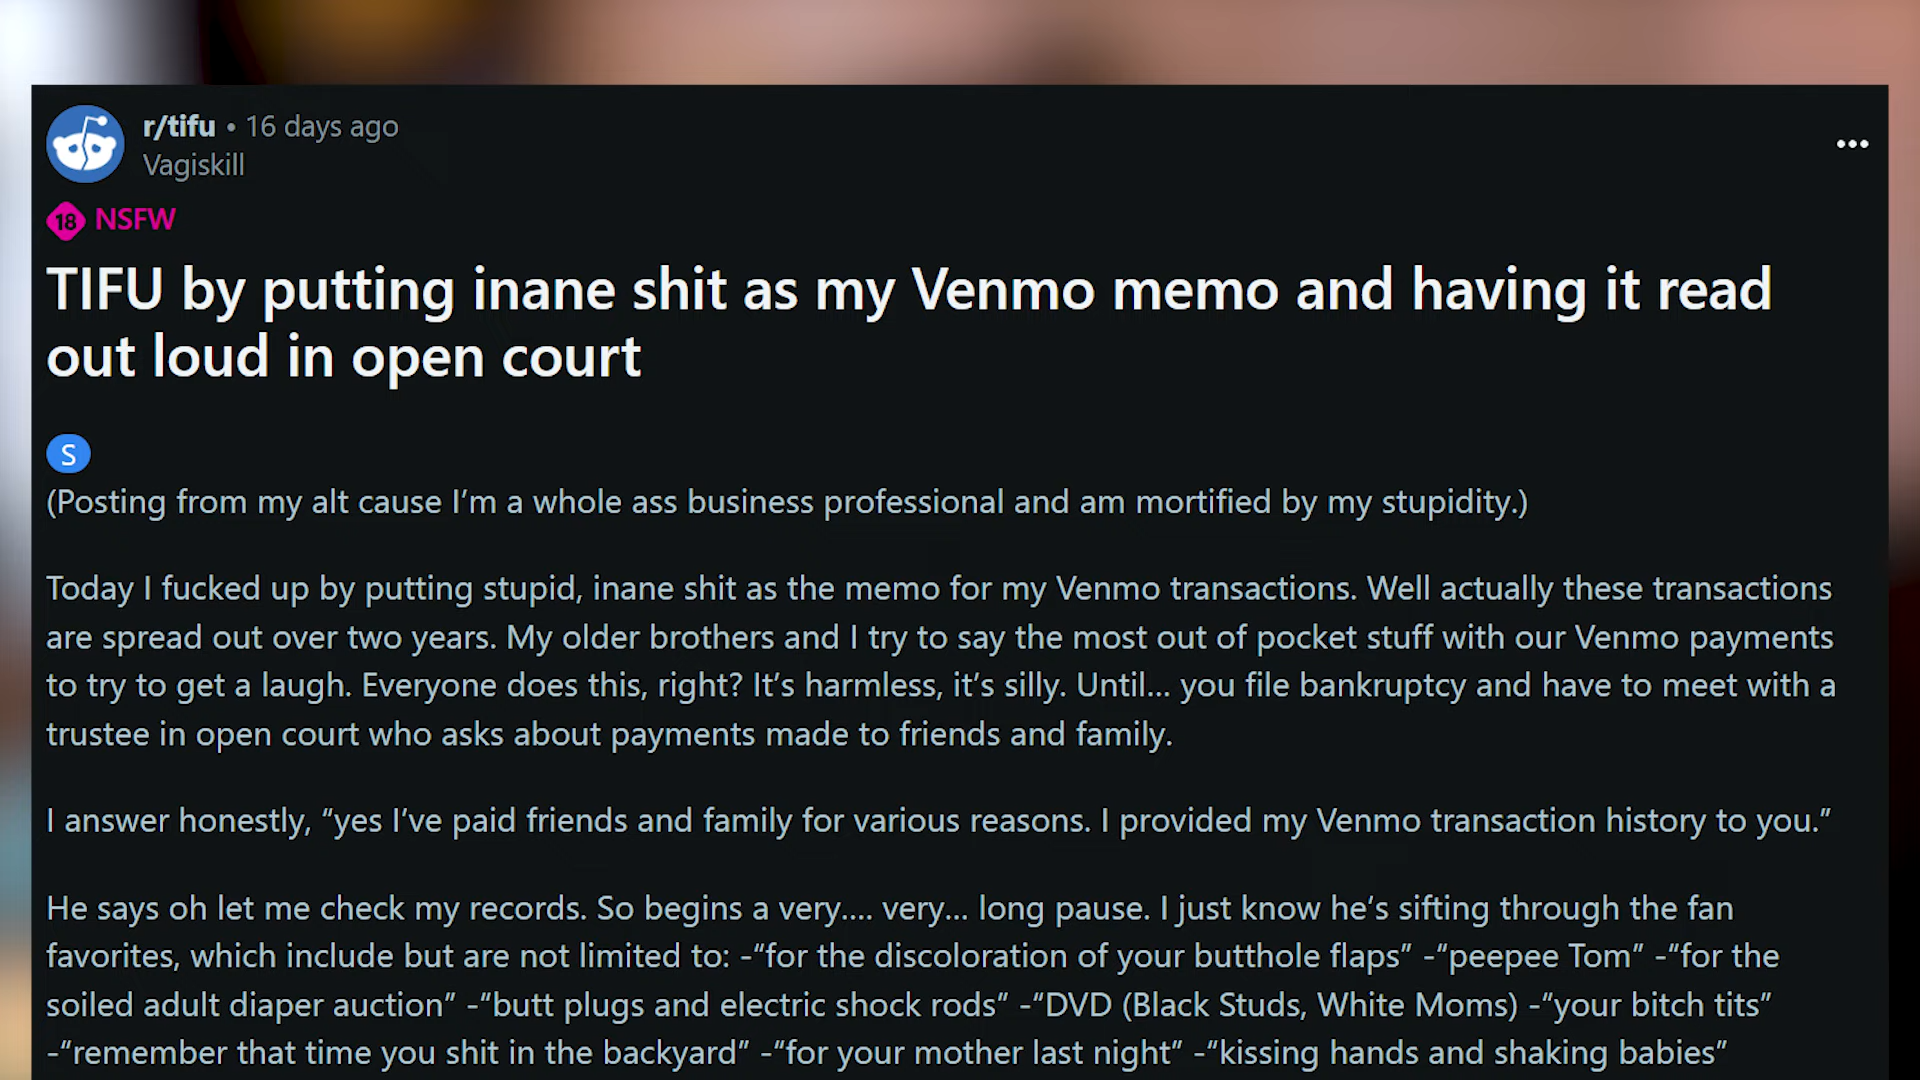 r/tifu • 16 days ago
Vagiskill
18 NSFW
TIFU by putting inane shit as my Venmo memo and having it read
out loud in open court
S
(Posting from my alt cause I’m a whole ass business professional and am mortified by my stupidity.)
Today I fucked up by putting stupid, inane shit as the memo for my Venmo transactions. Well actually these transactions
are spread out over two years. My older brothers and I try to say the most out of pocket stuff with our Venmo payments
to try to get a laugh. Everyone does this, right? It’s harmless, it’s silly. Until... you file bankruptcy and have to meet with a
trustee in open court who asks about payments made to friends and family.
I answer honestly, “yes I’ve paid friends and family for various reasons. I provided my Venmo transaction history to you.”
He says oh let me check my records. So begins a very.... very... long pause. I just know he’s sifting through the fan
favorites, which include but are not limited to: -“for the discoloration of your butthole flaps” -“peepee Tom” -“for the
soiled adult diaper auction” -“butt plugs and electric shock rods” -“DVD (Black Studs, White Moms) -“your bitch tits”
-“remember that time you shit in the backyard” -“for your mother last night” -“kissing hands and shaking babies”